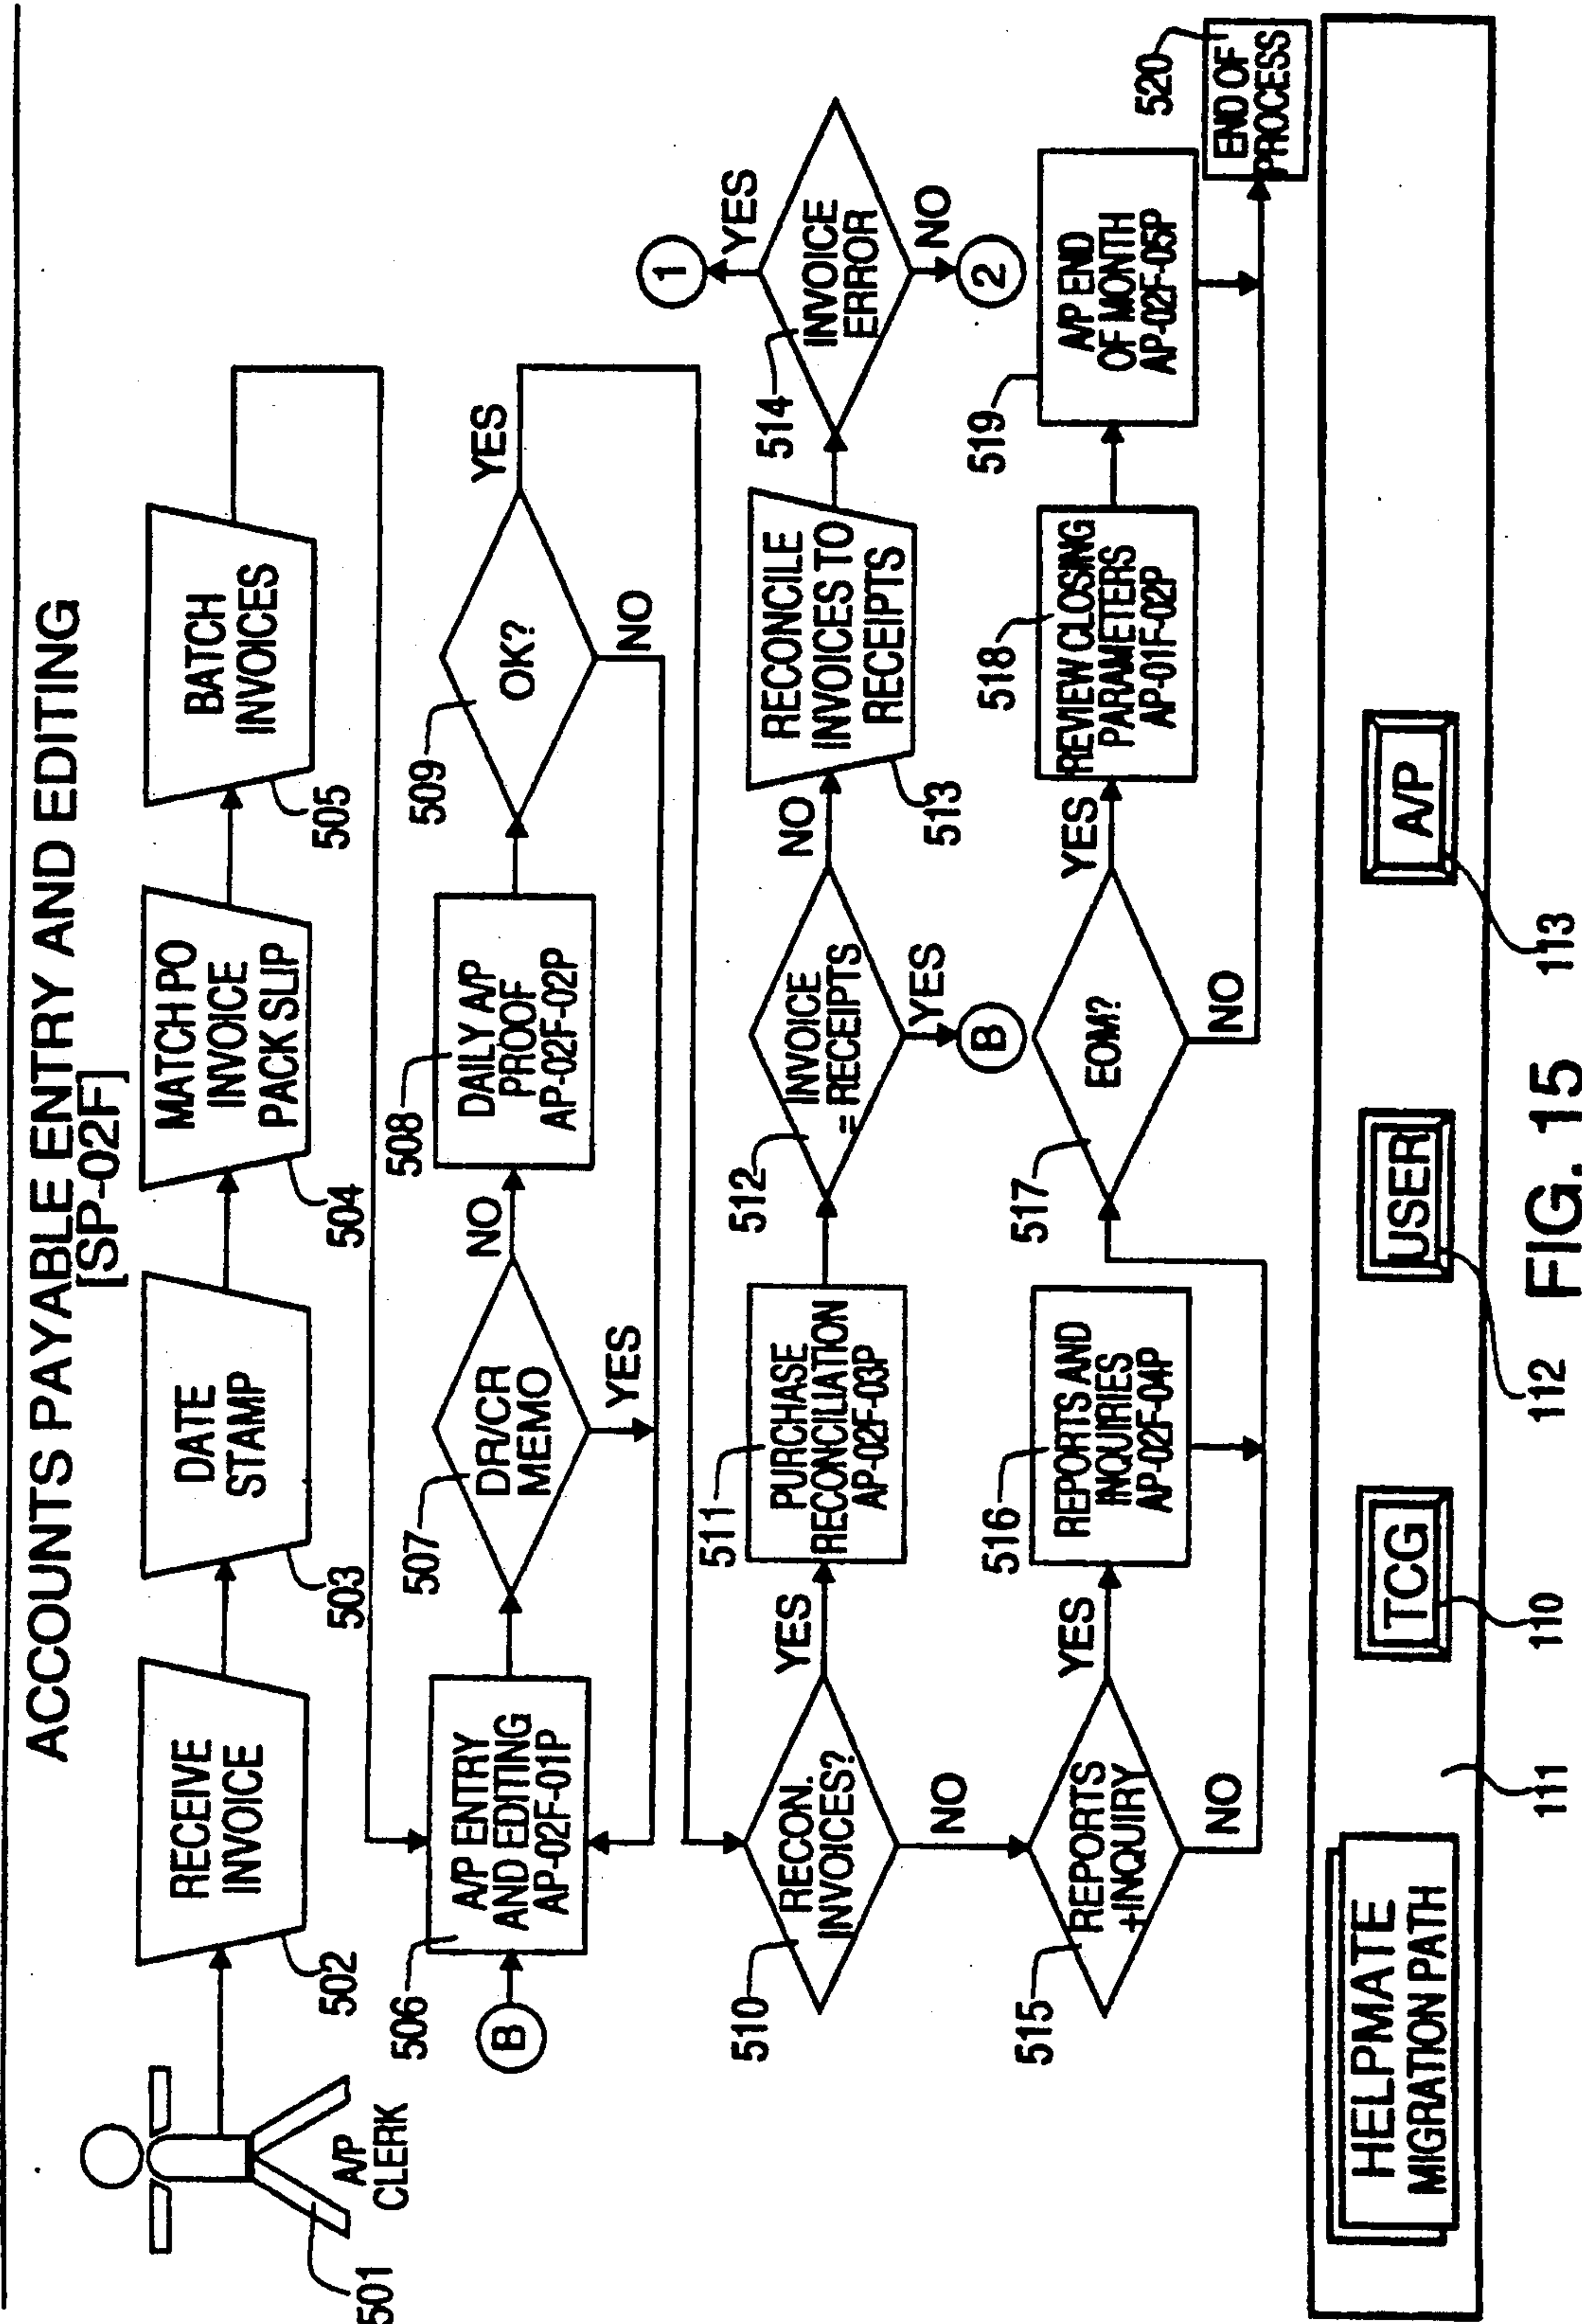 ACCOUNTS PAYABLE ENTRY AND EDITING
[SP-02F]
501
A/P
CLERK
RECEIVE
INVOICE
502
DATE
STAMP
503
MATCH PO
INVOICE
PACK SLIP
504
BATCH
INVOICES
505
B
506
A/P ENTRY
AND EDITING
AP-02F-01P
507
DR/CR
MEMO
NO
YES
508
DAILY A/P
PROOF
AP-02F-02P
509
OK?
YES
NO
510
RECON.
INVOICES?
YES
NO
511
PURCHASE
RECONCILIATION
AP-02F-03P
512
INVOICE
= RECEIPTS
NO
YES
B
RECONCILE
INVOICES TO
RECEIPTS
513
514
INVOICE
ERROR
YES
1
NO
2
515
REPORTS
+INQUIRY
YES
NO
516
REPORTS AND
INQUIRIES
AP-02F-04P
517
EOM?
YES
NO
518
REVIEW CLOSING
PARAMETERS
AP-01F-02P
519
A/P END
OF MONTH
AP-02F-05P
520
END OF
PROCESS
HELPMATE
MIGRATION PATH
111
TCG
110
USER
112
A/P
113
FIG. 15